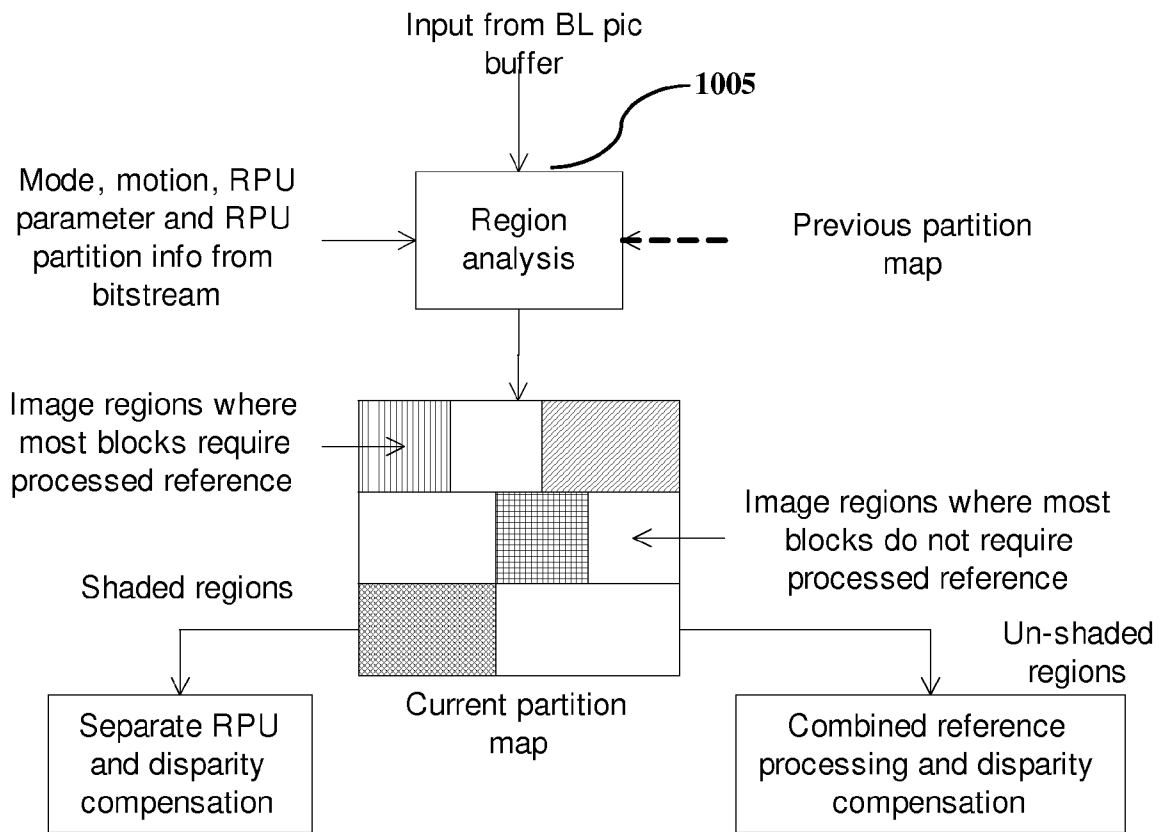 Input from BL pic
buffer
1005
Mode, motion, RPU
parameter and RPU
partition info from
bitstream
Region
analysis
Previous partition
map
Image regions where
most blocks require
processed reference
Image regions where most
blocks do not require
processed reference
Shaded regions
Un-shaded
regions
Current partition
map
Separate RPU
and disparity
compensation
Combined reference
processing and disparity
compensation